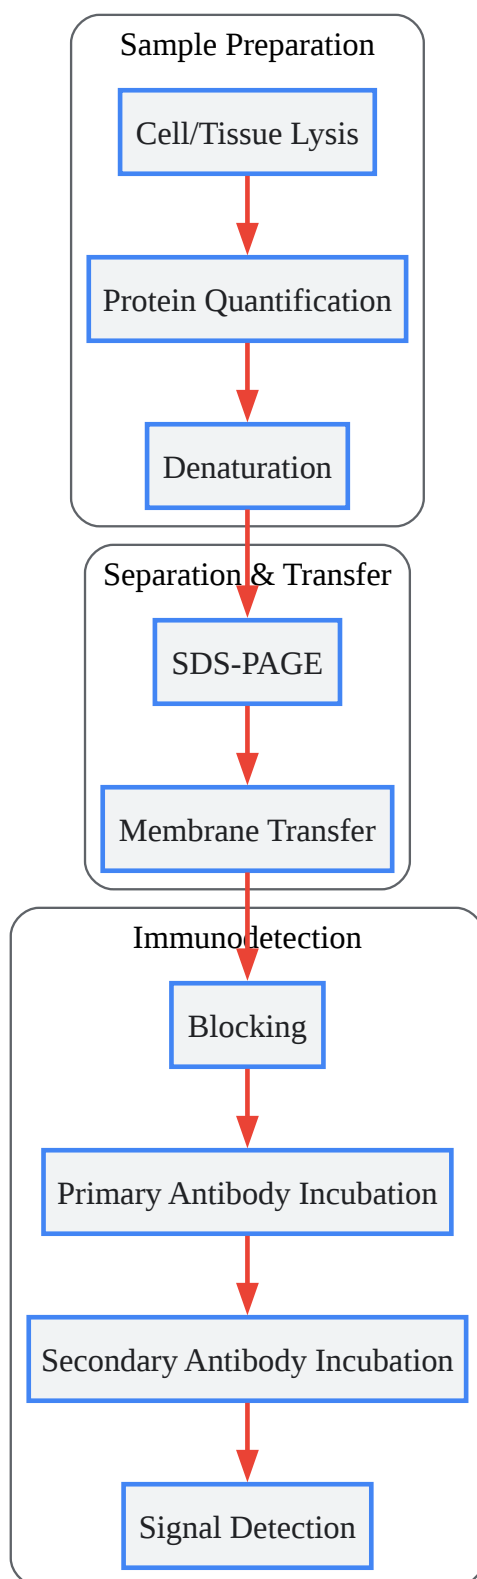 Sample Preparation
Cell/Tissue Lysis
Protein Quantification
Denaturation
Separation & Transfer
SDS-PAGE
Membrane Transfer
Immunodetection
Blocking
Primary Antibody Incubation
Secondary Antibody Incubation
Signal Detection